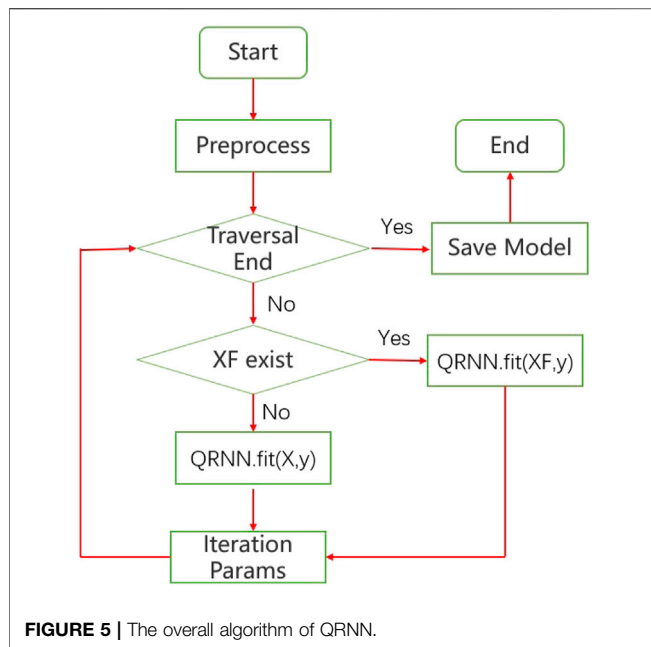 Start
Preprocess
End
Traversal
End
Yes
Save Model
No
XF exist
Yes
QRNN.fit(XF,y)
No
QRNN.fit(X,y)
Iteration
Params
FIGURE 5 | The overall algorithm of QRNN.